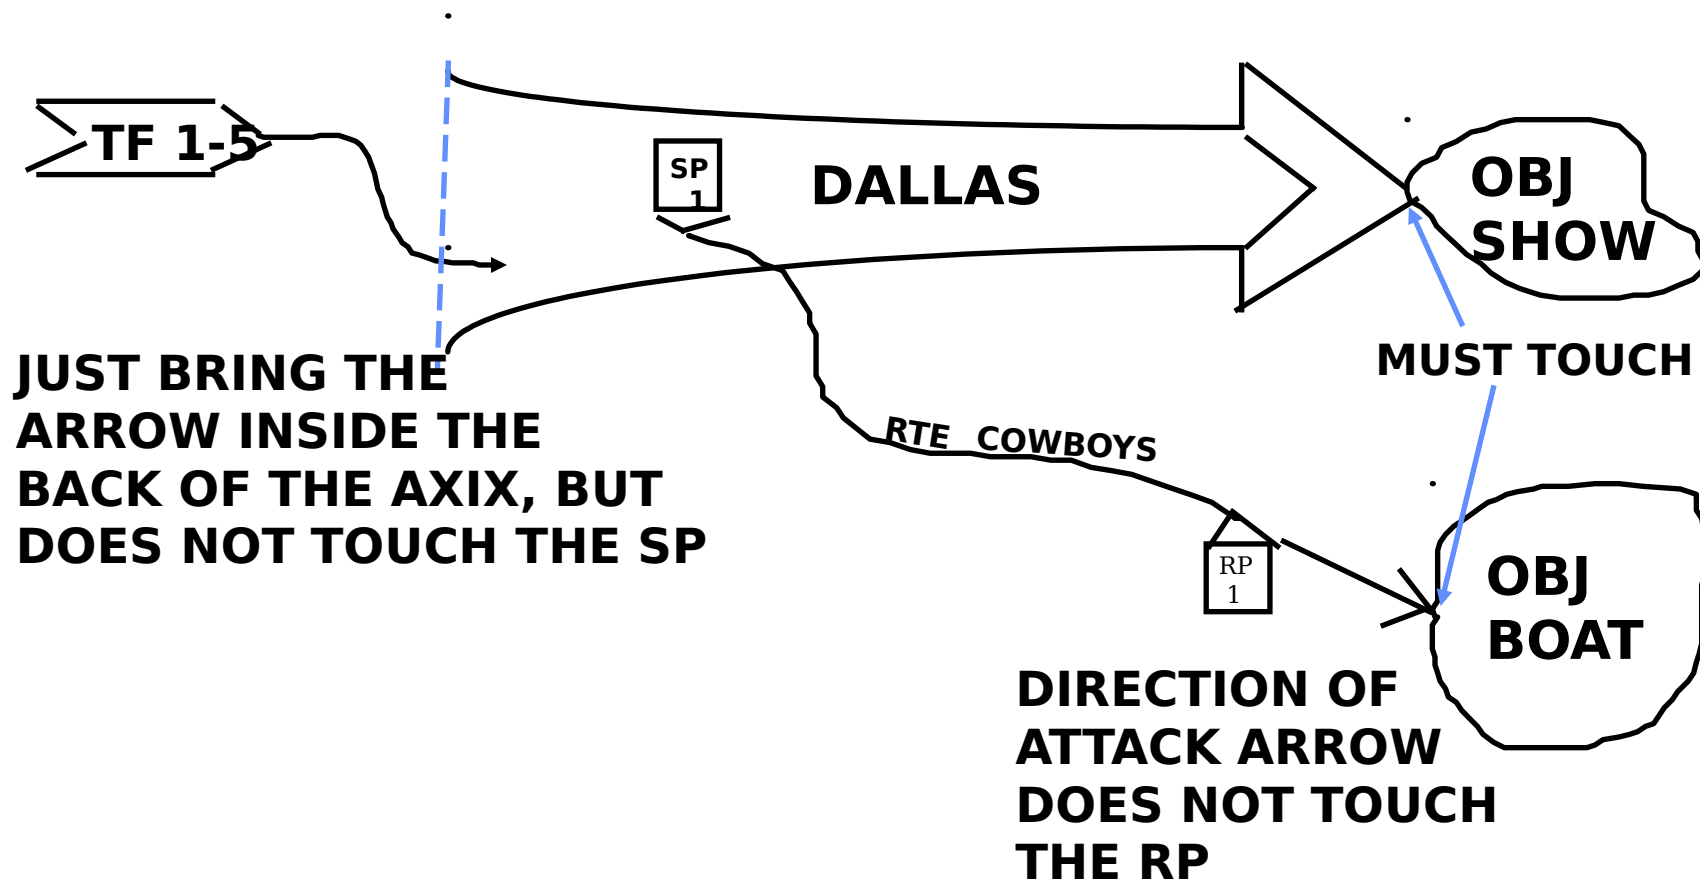 TF 1-5
SP
1
DALLAS
OBJ
SHOW
MUST TOUCH
JUST BRING THE
ARROW INSIDE THE
BACK OF THE AXIX, BUT
DOES NOT TOUCH THE SP
RTE COWBOYS
RP
1
OBJ
BOAT
DIRECTION OF
ATTACK ARROW
DOES NOT TOUCH
THE RP